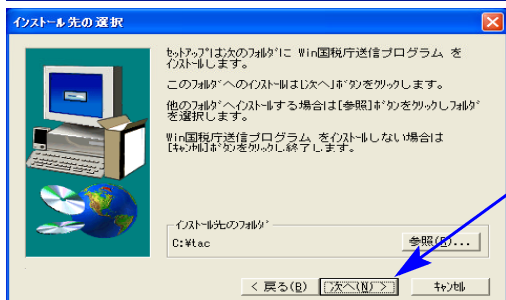 インストール先の選択
セットアップは次のフォルダに Win国税庁送信プログラム を
インストールします。
このフォルダへのインストールは[次へ]ボタンをクリックします。
他のフォルダへインストールする場合は[参照]ボタンをクリックしフォルダ
を選択します。
Win国税庁送信プログラム をインストールしない場合は
[キャンセル]ボタンをクリックし終了します。
インストール先のフォルダ
C:¥tac
参照(R)...
< 戻る(B)
次へ(N) >
キャンセル